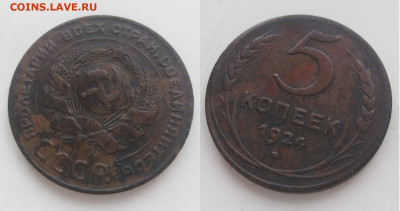 COINS.LAVE.RU
ПРОЛЕТАРИИ ВСЕХ СТРАН, СОЕДИНЯЙТЕСЬ
СССР
5
КОПЕЕК
1924